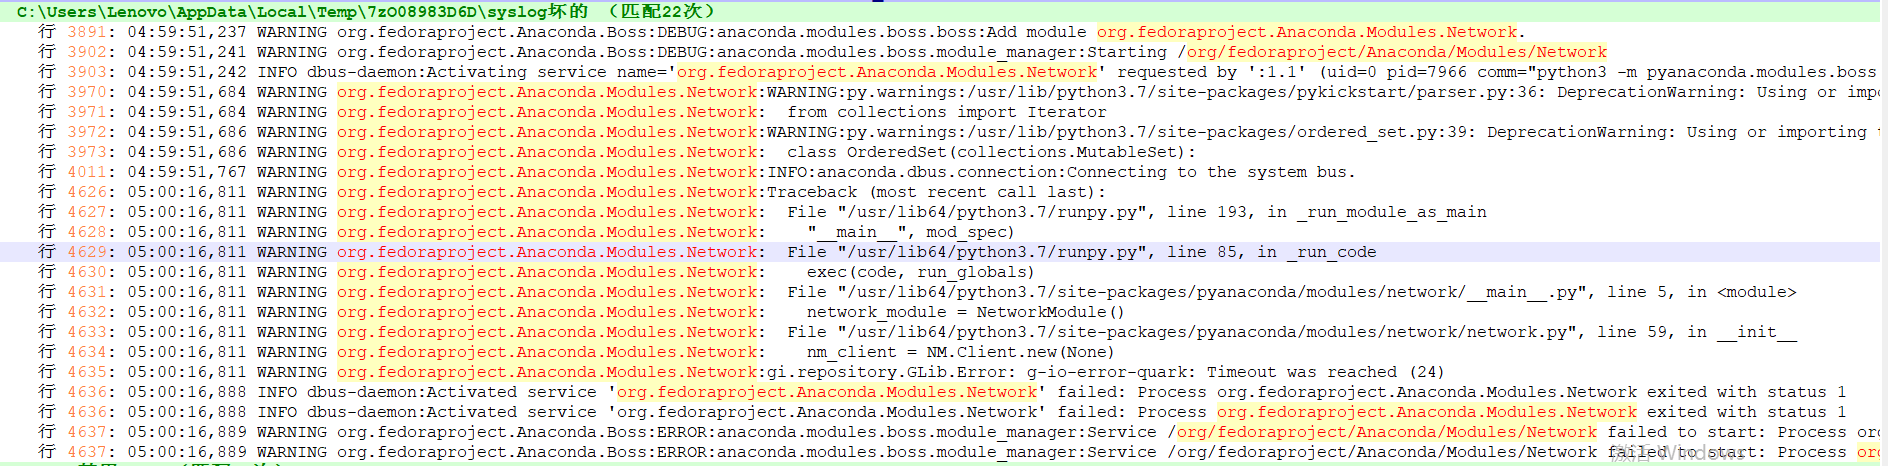 C:\Users\Lenovo\AppData\Local\Temp\7zO08983D6D\syslog坏的 (匹配22次)
行 3891: 04:59:51,237 WARNING org.fedoraproject.Anaconda.Boss:DEBUG:anaconda.modules.boss.boss:Add module org.fedoraproject.Anaconda.Modules.Network.
行 3902: 04:59:51,241 WARNING org.fedoraproject.Anaconda.Boss:DEBUG:anaconda.modules.boss.module_manager:Starting /org/fedoraproject/Anaconda/Modules/Network
行 3903: 04:59:51,242 INFO dbus-daemon:Activating service name='org.fedoraproject.Anaconda.Modules.Network' requested by ':1.1' (uid=0 pid=7966 comm="python3 -m pyanaconda.modules.boss
行 3970: 04:59:51,684 WARNING org.fedoraproject.Anaconda.Modules.Network:WARNING:py.warnings:/usr/lib/python3.7/site-packages/pykickstart/parser.py:36: DeprecationWarning: Using or impo
行 3971: 04:59:51,684 WARNING org.fedoraproject.Anaconda.Modules.Network:  from collections import Iterator
行 3972: 04:59:51,686 WARNING org.fedoraproject.Anaconda.Modules.Network:WARNING:py.warnings:/usr/lib/python3.7/site-packages/ordered_set.py:39: DeprecationWarning: Using or importing t
行 3973: 04:59:51,686 WARNING org.fedoraproject.Anaconda.Modules.Network:  class OrderedSet(collections.MutableSet):
行 4011: 04:59:51,767 WARNING org.fedoraproject.Anaconda.Modules.Network:INFO:anaconda.dbus.connection:Connecting to the system bus.
行 4626: 05:00:16,811 WARNING org.fedoraproject.Anaconda.Modules.Network:Traceback (most recent call last):
行 4627: 05:00:16,811 WARNING org.fedoraproject.Anaconda.Modules.Network:  File "/usr/lib64/python3.7/runpy.py", line 193, in _run_module_as_main
行 4628: 05:00:16,811 WARNING org.fedoraproject.Anaconda.Modules.Network:    "__main__", mod_spec)
行 4629: 05:00:16,811 WARNING org.fedoraproject.Anaconda.Modules.Network:  File "/usr/lib64/python3.7/runpy.py", line 85, in _run_code
行 4630: 05:00:16,811 WARNING org.fedoraproject.Anaconda.Modules.Network:    exec(code, run_globals)
行 4631: 05:00:16,811 WARNING org.fedoraproject.Anaconda.Modules.Network:  File "/usr/lib64/python3.7/site-packages/pyanaconda/modules/network/__main__.py", line 5, in <module>
行 4632: 05:00:16,811 WARNING org.fedoraproject.Anaconda.Modules.Network:    network_module = NetworkModule()
行 4633: 05:00:16,811 WARNING org.fedoraproject.Anaconda.Modules.Network:  File "/usr/lib64/python3.7/site-packages/pyanaconda/modules/network/network.py", line 59, in __init__
行 4634: 05:00:16,811 WARNING org.fedoraproject.Anaconda.Modules.Network:    nm_client = NM.Client.new(None)
行 4635: 05:00:16,811 WARNING org.fedoraproject.Anaconda.Modules.Network:gi.repository.GLib.Error: g-io-error-quark: Timeout was reached (24)
行 4636: 05:00:16,888 INFO dbus-daemon:Activated service 'org.fedoraproject.Anaconda.Modules.Network' failed: Process org.fedoraproject.Anaconda.Modules.Network exited with status 1
行 4636: 05:00:16,888 INFO dbus-daemon:Activated service 'org.fedoraproject.Anaconda.Modules.Network' failed: Process org.fedoraproject.Anaconda.Modules.Network exited with status 1
行 4637: 05:00:16,889 WARNING org.fedoraproject.Anaconda.Boss:ERROR:anaconda.modules.boss.module_manager:Service /org/fedoraproject/Anaconda/Modules/Network failed to start: Process org
行 4637: 05:00:16,889 WARNING org.fedoraproject.Anaconda.Boss:ERROR:anaconda.modules.boss.module_manager:Service /org/fedoraproject/Anaconda/Modules/Network failed to start: Process org
激活 Windows